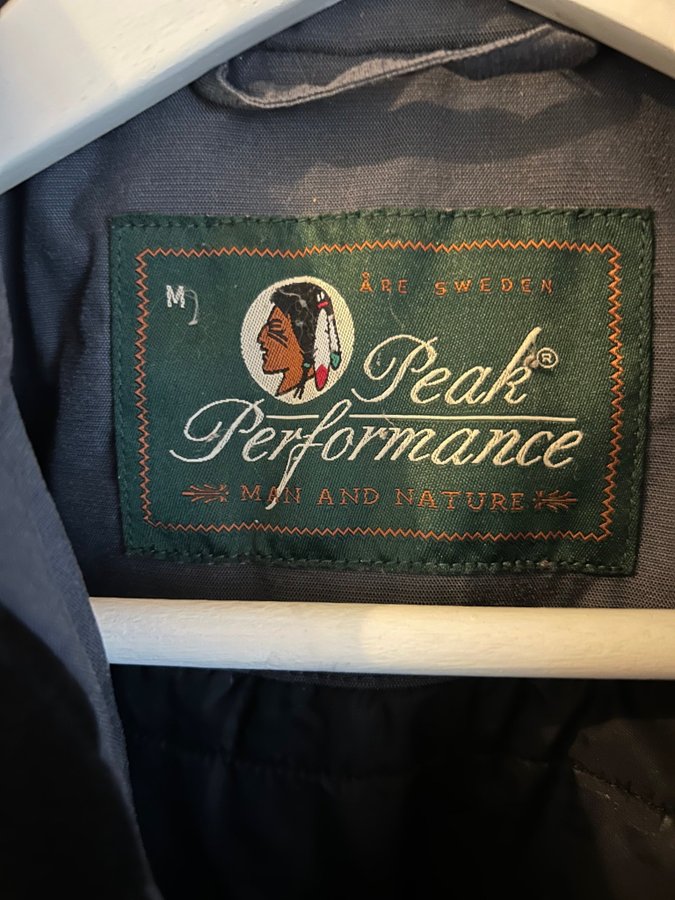 M
ÅRE SWEDEN
Peak®
Performance
MAN AND NATURE